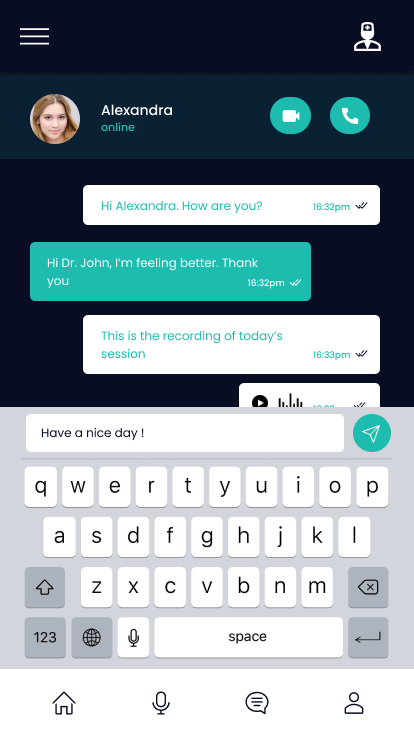 Alexandra
online
Hi Alexandra. How are you?
16:32pm
Hi Dr. John, I'm feeling better. Thank
you
16:32pm
This is the recording of today's
session
16:33pm
Have a nice day !
q w e r t y u i o p
a s d f g h j k l
z x c v b n m
123 space